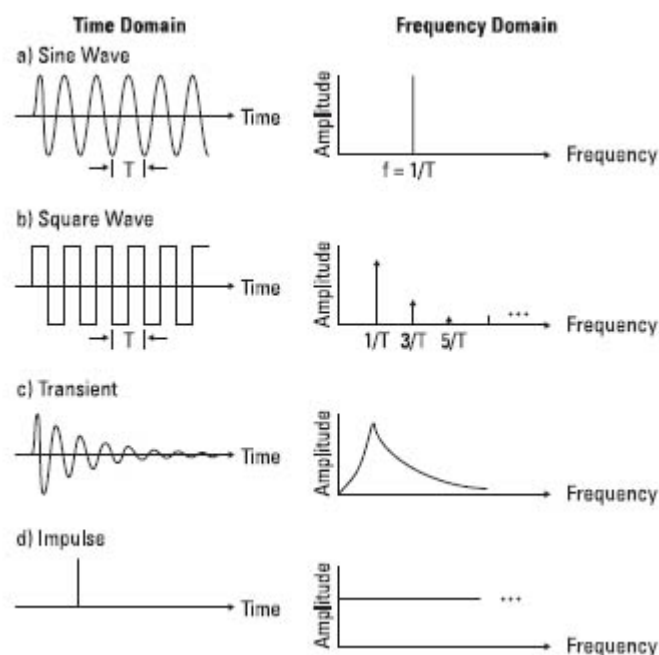 Time Domain Frequency Domain
a) Sine Wave
Amplitude
Time
T
Frequency
f = 1/T
b) Square Wave
Amplitude
Time
T
...
Frequency
1/T 3/T 5/T
c) Transient
Amplitude
Time
Frequency
d) Impulse
Amplitude
Time
...
Frequency